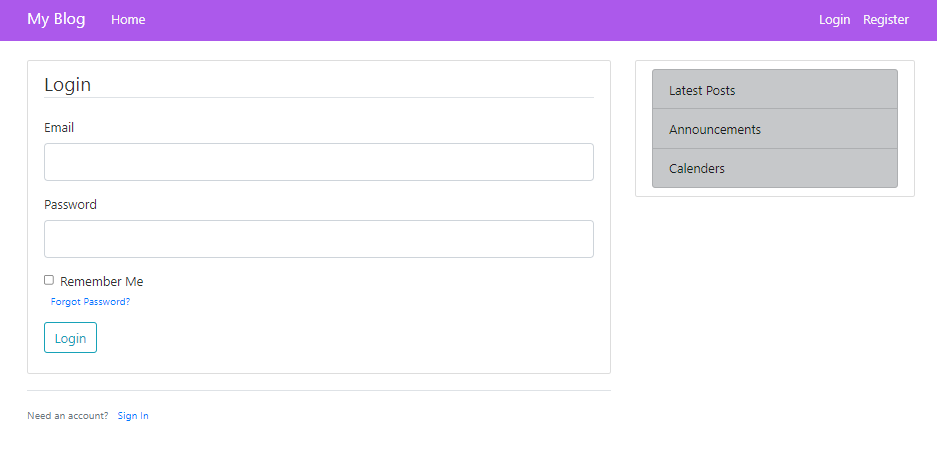 My Blog Home Login Register
Login
Email
Password
Remember Me
Forgot Password?
Login
Need an account? Sign In
Latest Posts
Announcements
Calenders